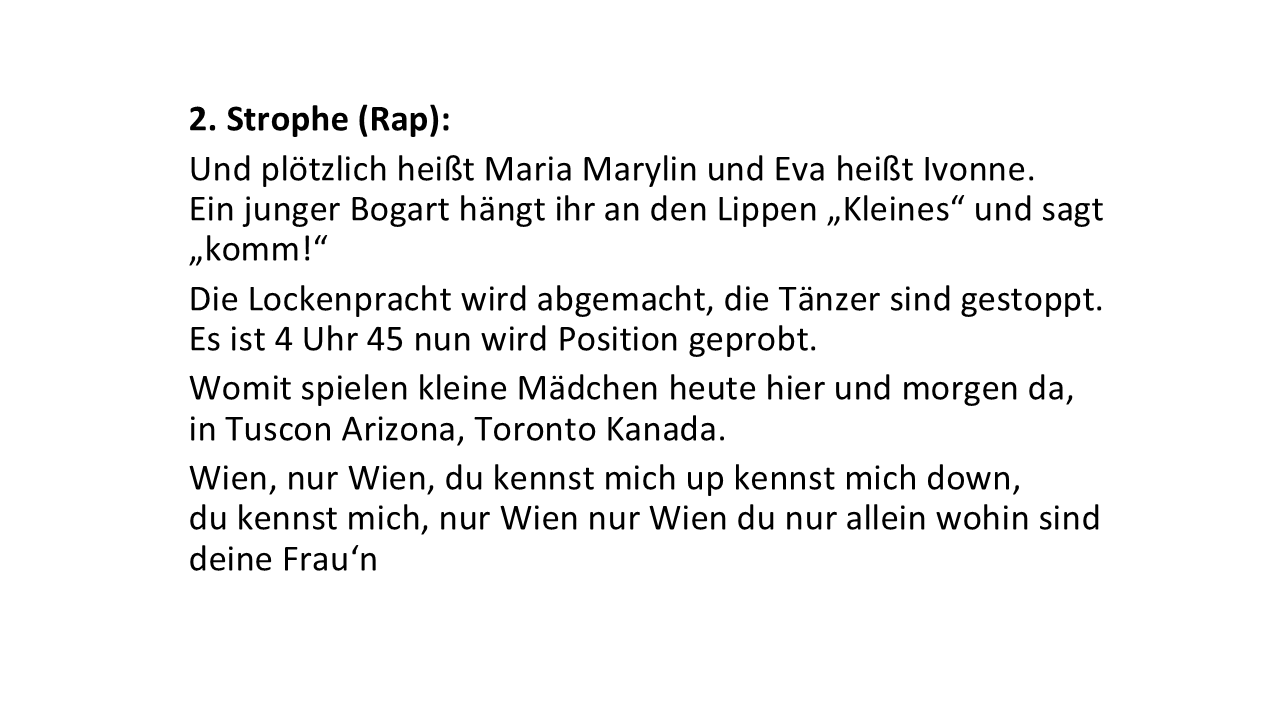 2. Strophe (Rap):
Und plötzlich heißt Maria Marylin und Eva heißt Ivonne.
Ein junger Bogart hängt ihr an den Lippen „Kleines“ und sagt
„komm!“
Die Lockenpracht wird abgemacht, die Tänzer sind gestoppt.
Es ist 4 Uhr 45 nun wird Position geprobt.
Womit spielen kleine Mädchen heute hier und morgen da,
in Tuscon Arizona, Toronto Kanada.
Wien, nur Wien, du kennst mich up kennst mich down,
du kennst mich, nur Wien nur Wien du nur allein wohin sind
deine Frau‘n